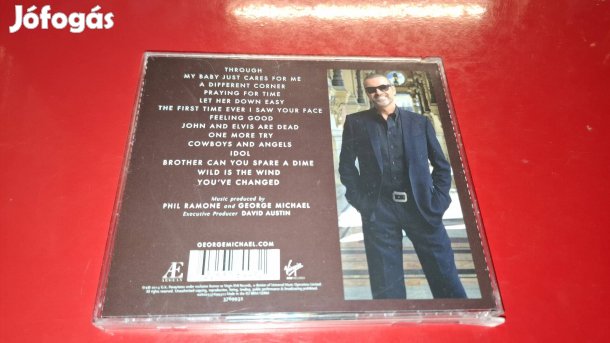 Jófogás
THROUGH
MY BABY JUST CARES FOR ME
A DIFFERENT CORNER
PRAYING FOR TIME
LET HER DOWN EASY
THE FIRST TIME EVER I SAW YOUR FACE
FEELING GOOD
JOHN AND ELVIS ARE DEAD
ONE MORE TRY
COWBOYS AND ANGELS
IDOL
BROTHER CAN YOU SPARE A DIME
WILD IS THE WIND
YOU'VE CHANGED
Music produced by
PHIL RAMONE and GEORGE MICHAEL
Executive Producer DAVID AUSTIN
GEORGEMICHAEL.COM
Æ
AEGEAN
Virgin
3769932